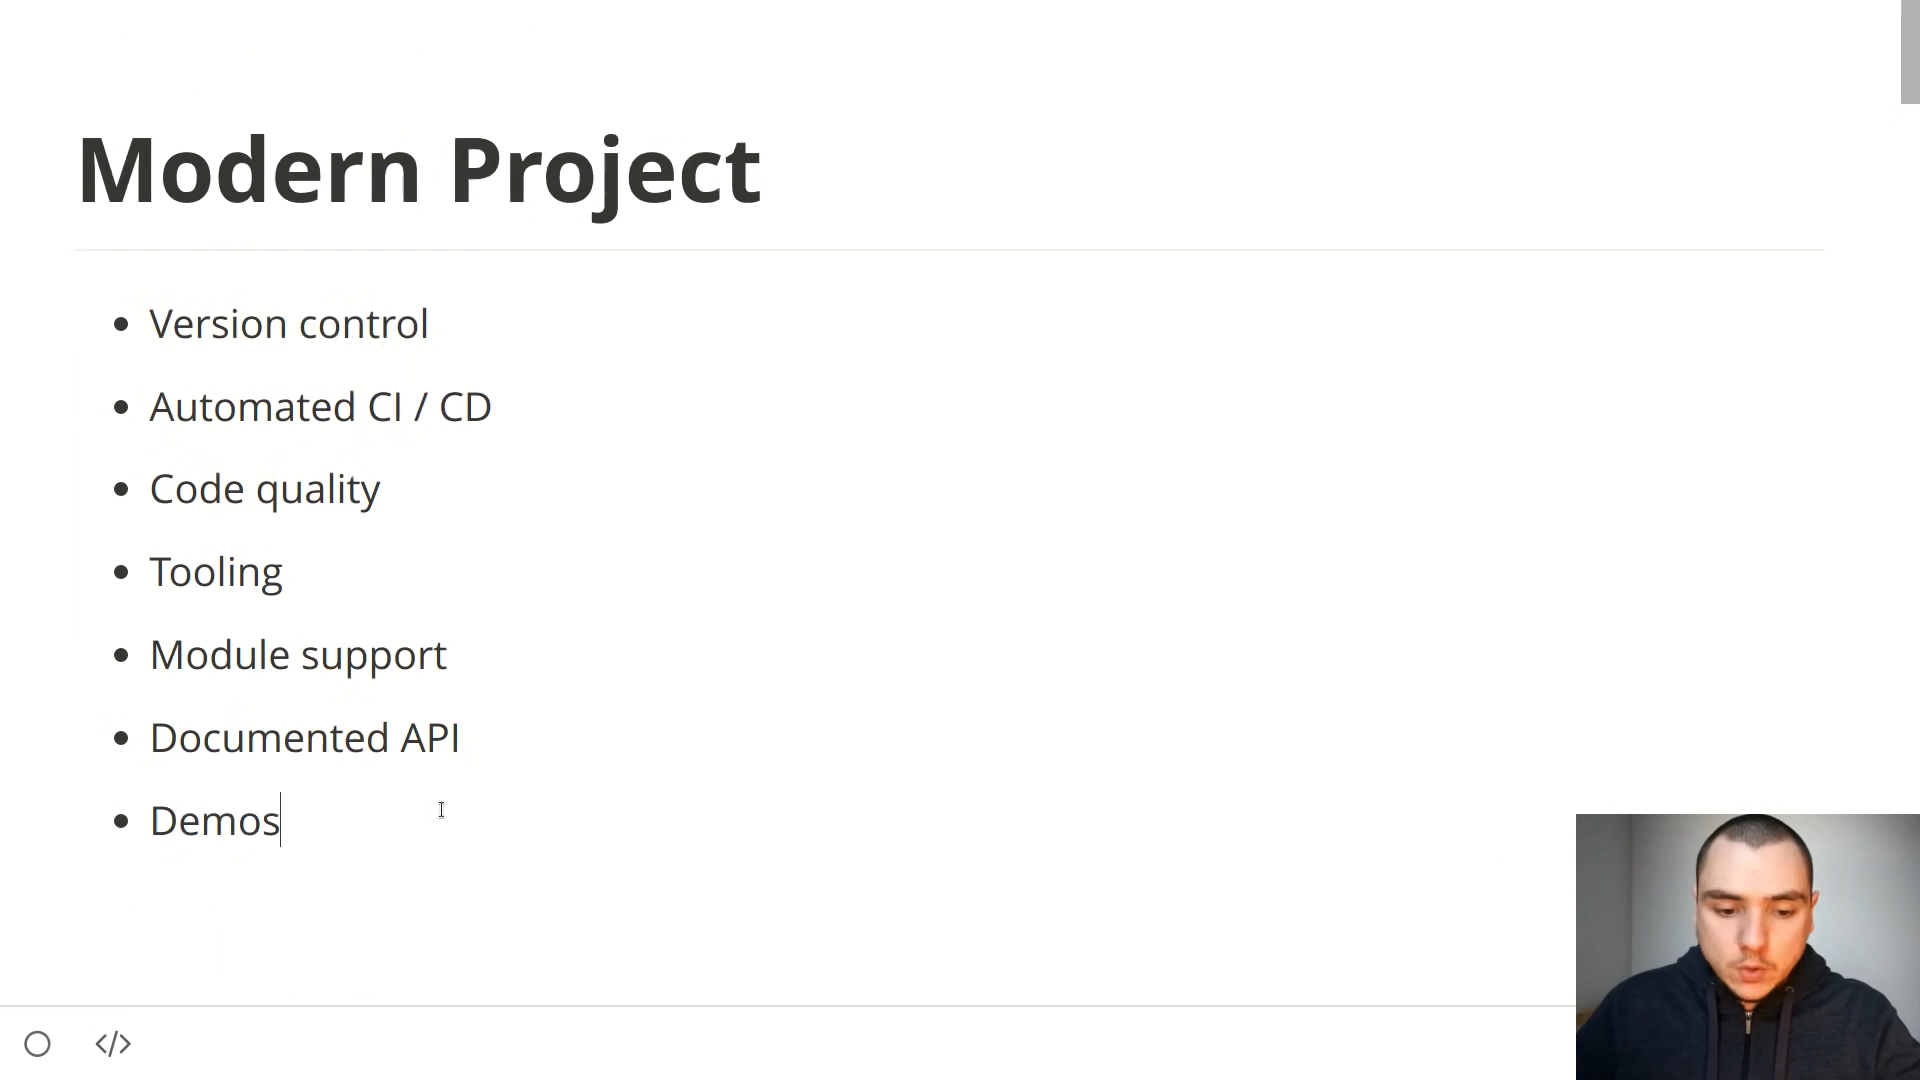 Modern Project
Version control
Automated CI / CD
Code quality
Tooling
Module support
Documented API
Demos